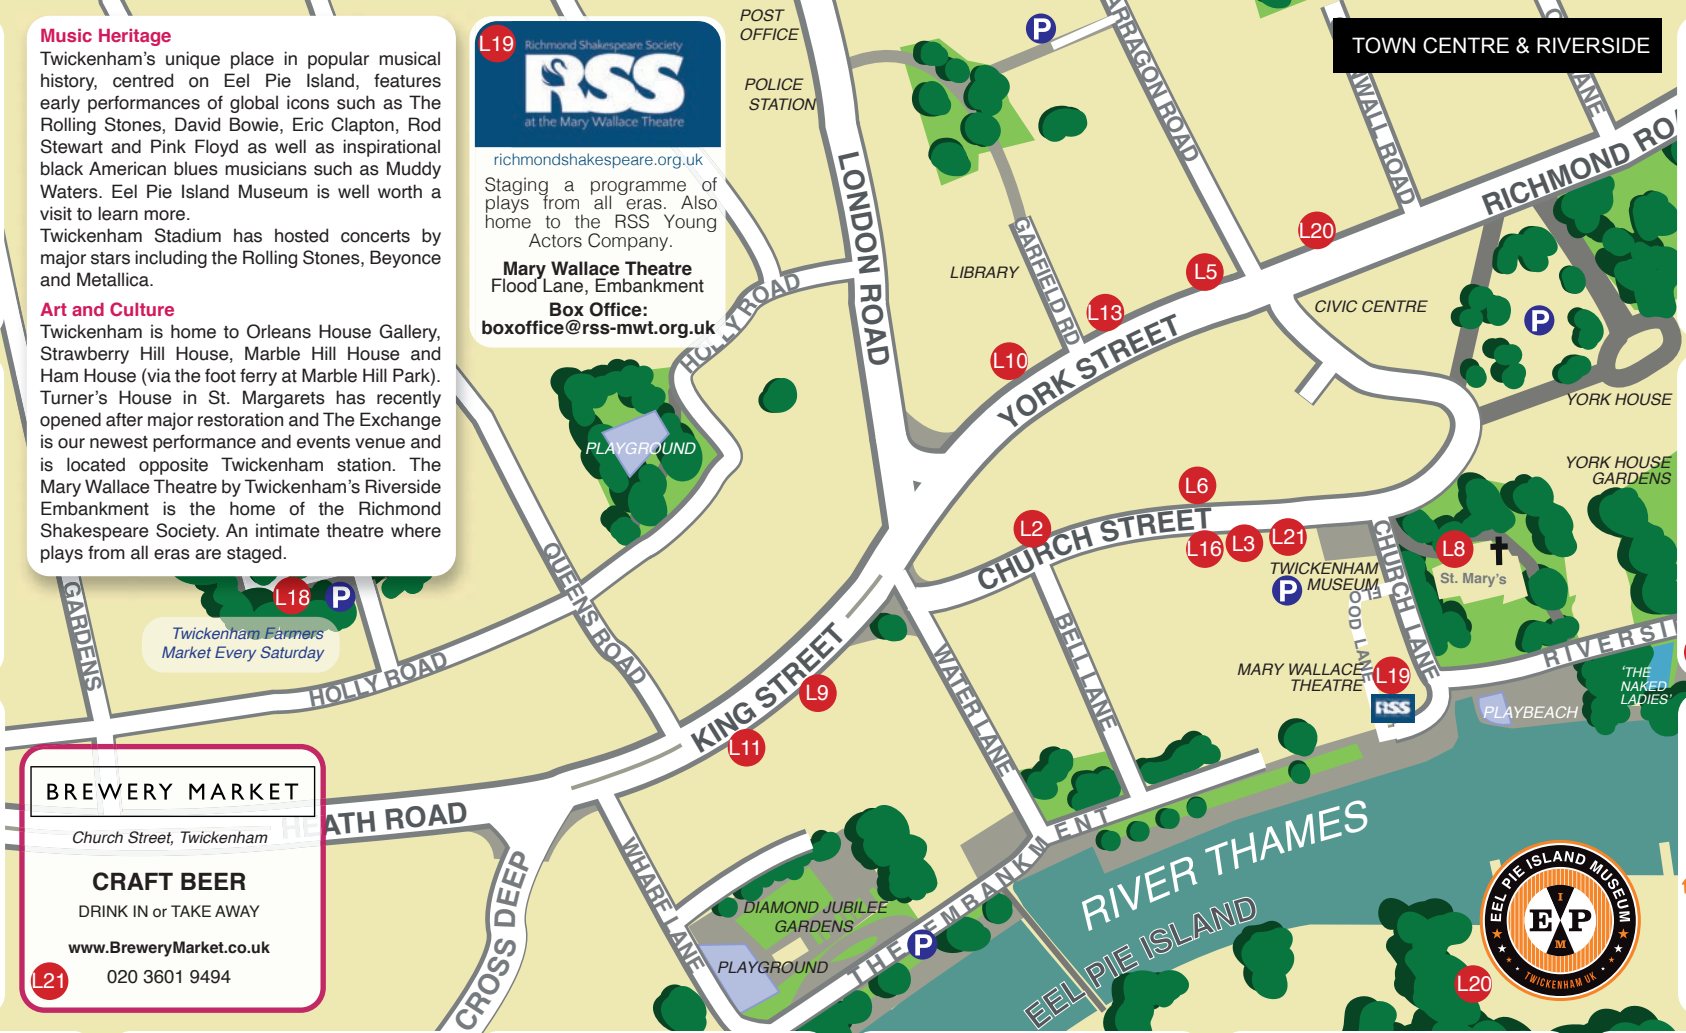 Music Heritage
Twickenham's unique place in popular musical
history, centred on Eel Pie Island, features
early performances of global icons such as The
Rolling Stones, David Bowie, Eric Clapton, Rod
Stewart and Pink Floyd as well as inspirational
black American blues musicians such as Muddy
Waters. Eel Pie Island Museum is well worth a
visit to learn more.
Twickenham Stadium has hosted concerts by
major stars including the Rolling Stones, Beyonce
and Metallica.
Art and Culture
Twickenham is home to Orleans House Gallery,
Strawberry Hill House, Marble Hill House and
Ham House (via the foot ferry at Marble Hill Park).
Turner's House in St. Margarets has recently
opened after major restoration and The Exchange
is our newest performance and events venue and
is located opposite Twickenham station. The
Mary Wallace Theatre by Twickenham's Riverside
Embankment is the home of the Richmond
Shakespeare Society. An intimate theatre where
plays from all eras are staged.
L19
Richmond Shakespeare Society
RSS
at the Mary Wallace Theatre
richmondshakespeare.org.uk
Staging a programme of
plays from all eras. Also
home to the RSS Young
Actors Company.
Mary Wallace Theatre
Flood Lane, Embankment
Box Office:
boxoffice@rss-mwt.org.uk
POST
OFFICE
POLICE
STATION
P
TOWN CENTRE & RIVERSIDE
ARRAGON ROAD
NWALL ROAD
ANE
RICHMOND ROA
LONDON ROAD
GARFIELD RD
LIBRARY
L20
L5
L13
L10
YORK STREET
CIVIC CENTRE
P
YORK HOUSE
YORK HOUSE
GARDENS
HOLLY ROAD
PLAYGROUND
L6
L2
CHURCH STREET
L16
L3
L21
TWICKENHAM
MUSEUM
P
CHURCH LANE
L8
St. Mary's
FLOOD LANE
RIVERSI
'THE
NAKED
LADIES'
MARY WALLACE
THEATRE
L19
RSS
PLAYBEACH
GARDENS
L18
P
Twickenham Farmers
Market Every Saturday
HOLLY ROAD
QUEENS ROAD
KING STREET
L9
L11
WATER LANE
BELL LANE
BREWERY MARKET
Church Street, Twickenham
CRAFT BEER
DRINK IN or TAKE AWAY
www.BreweryMarket.co.uk
020 3601 9494
L21
HEATH ROAD
CROSS DEEP
WHARF LANE
DIAMOND JUBILEE
GARDENS
PLAYGROUND
THE EMBANKMENT
P
RIVER THAMES
EEL PIE ISLAND
EEL PIE ISLAND MUSEUM
I
E P
M
TWICKENHAM UK
L20